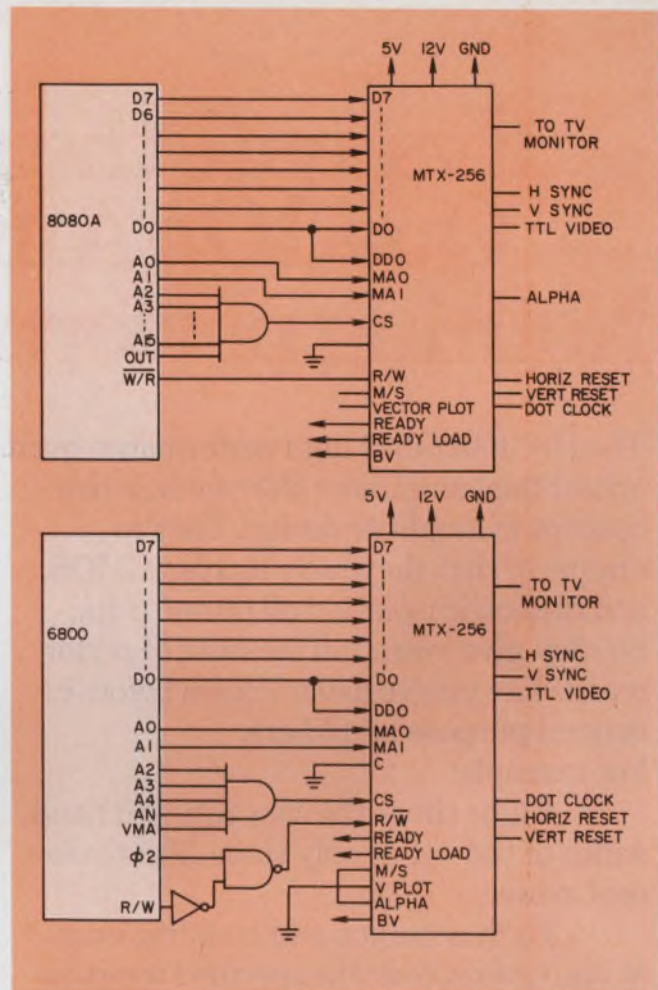 5V 12V GND
D7 D7
D6
TO TV
MONITOR
MTX-256
8080A
H SYNC
V SYNC
D0 D0 TTL VIDEO
DD0
A0 MA0
A1 MA1
A2
A3 CS ALPHA
A15
OUT
W/R R/W HORIZ RESET
M/S VERT RESET
VECTOR PLOT DOT CLOCK
READY
READY LOAD
BV
5V 12V GND
D7 D7
TO TV
MONITOR
6800 MTX-256
H SYNC
V SYNC
D0 D0 TTL VIDEO
DD0
A0 MA0
A1 MA1
A2 C
A3
A4 CS DOT CLOCK
AN R/W HORIZ RESET
VMA READY VERT RESET
ϕ2 READY LOAD
M/S
V PLOT
R/W ALPHA
BV